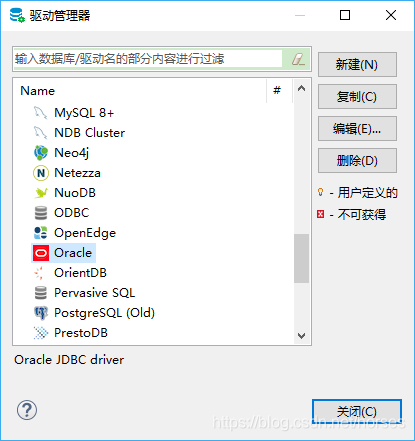 驱动管理器
输入数据库/驱动名的部分内容进行过滤
新建(N)
Name #
复制(C)
MySQL 8+
编辑(E)...
NDB Cluster
Neo4j
删除(D)
Netezza
NuoDB
- 用户定义的
ODBC
- 不可获得
OpenEdge
Oracle
OrientDB
Pervasive SQL
PostgreSQL (Old)
PrestoDB
Oracle JDBC driver
关闭(C)
https://blog.csdn.net/horses